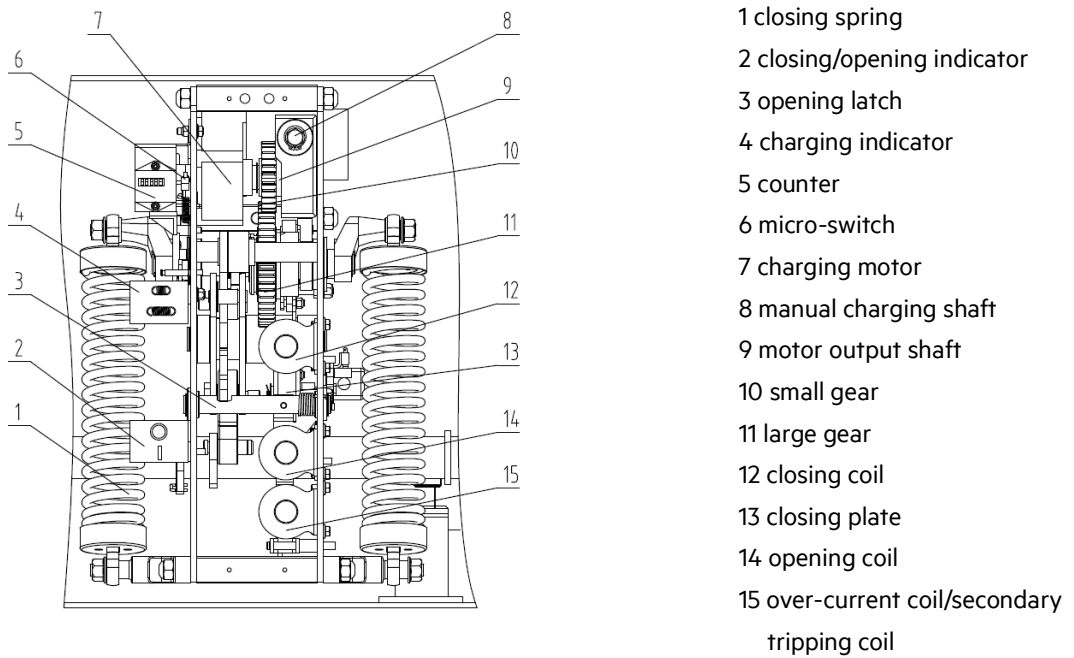 7
8
6
9
5
10
4
11
3
12
2
13
1
14
15
1 closing spring
2 closing/opening indicator
3 opening latch
4 charging indicator
5 counter
6 micro-switch
7 charging motor
8 manual charging shaft
9 motor output shaft
10 small gear
11 large gear
12 closing coil
13 closing plate
14 opening coil
15 over-current coil/secondary
tripping coil